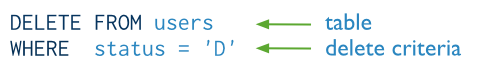 DELETE FROM users table
WHERE status = 'D' delete criteria